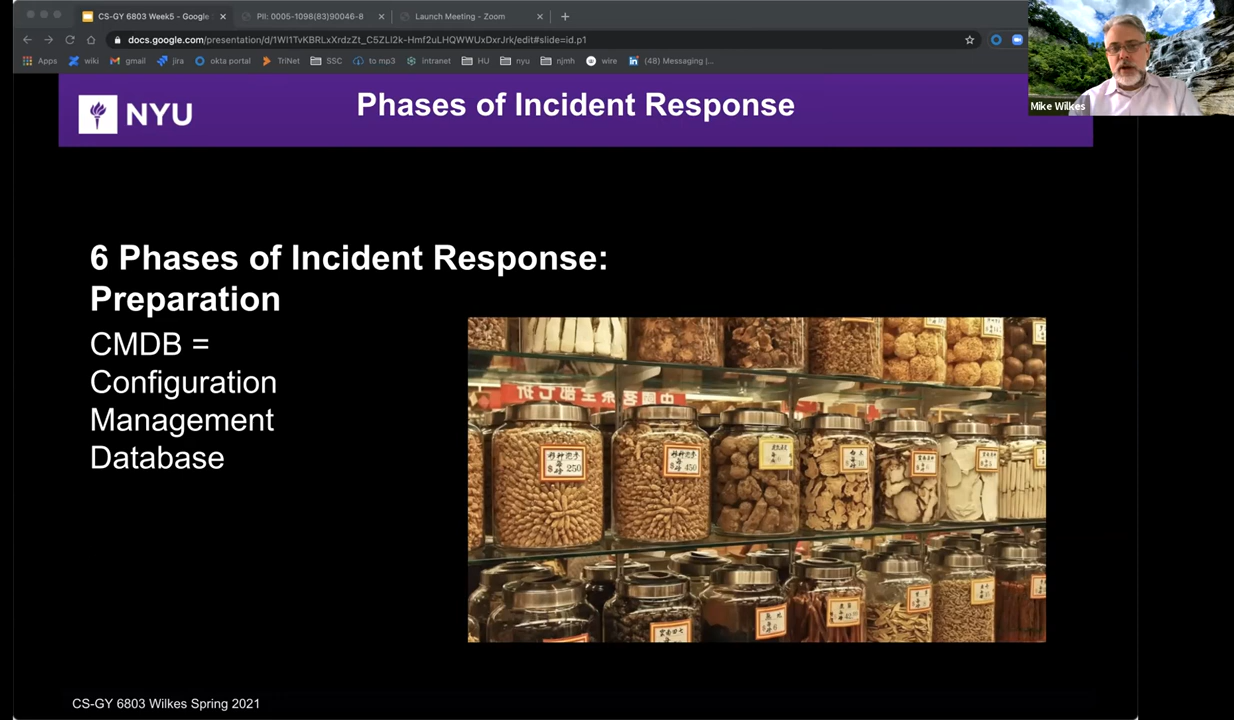 CS-GY 6803 Week5 - Google
PII: 0005-1098(83)90046-8
Launch Meeting - Zoom
docs.google.com/presentation/d/1WI1TvKBRLxXrdzZt_C5ZLI2k-Hmf2uLHQWWUxDxrJrk/edit#slide=id.p1
Apps wiki gmail jira okta portal TriNet SSC to mp3 intranet HU nyu njmh wire (48) Messaging |...
Mike Wilkes
NYU
Phases of Incident Response
6 Phases of Incident Response:
Preparation
CMDB =
Configuration
Management
Database
$250
$450
CS-GY 6803 Wilkes Spring 2021